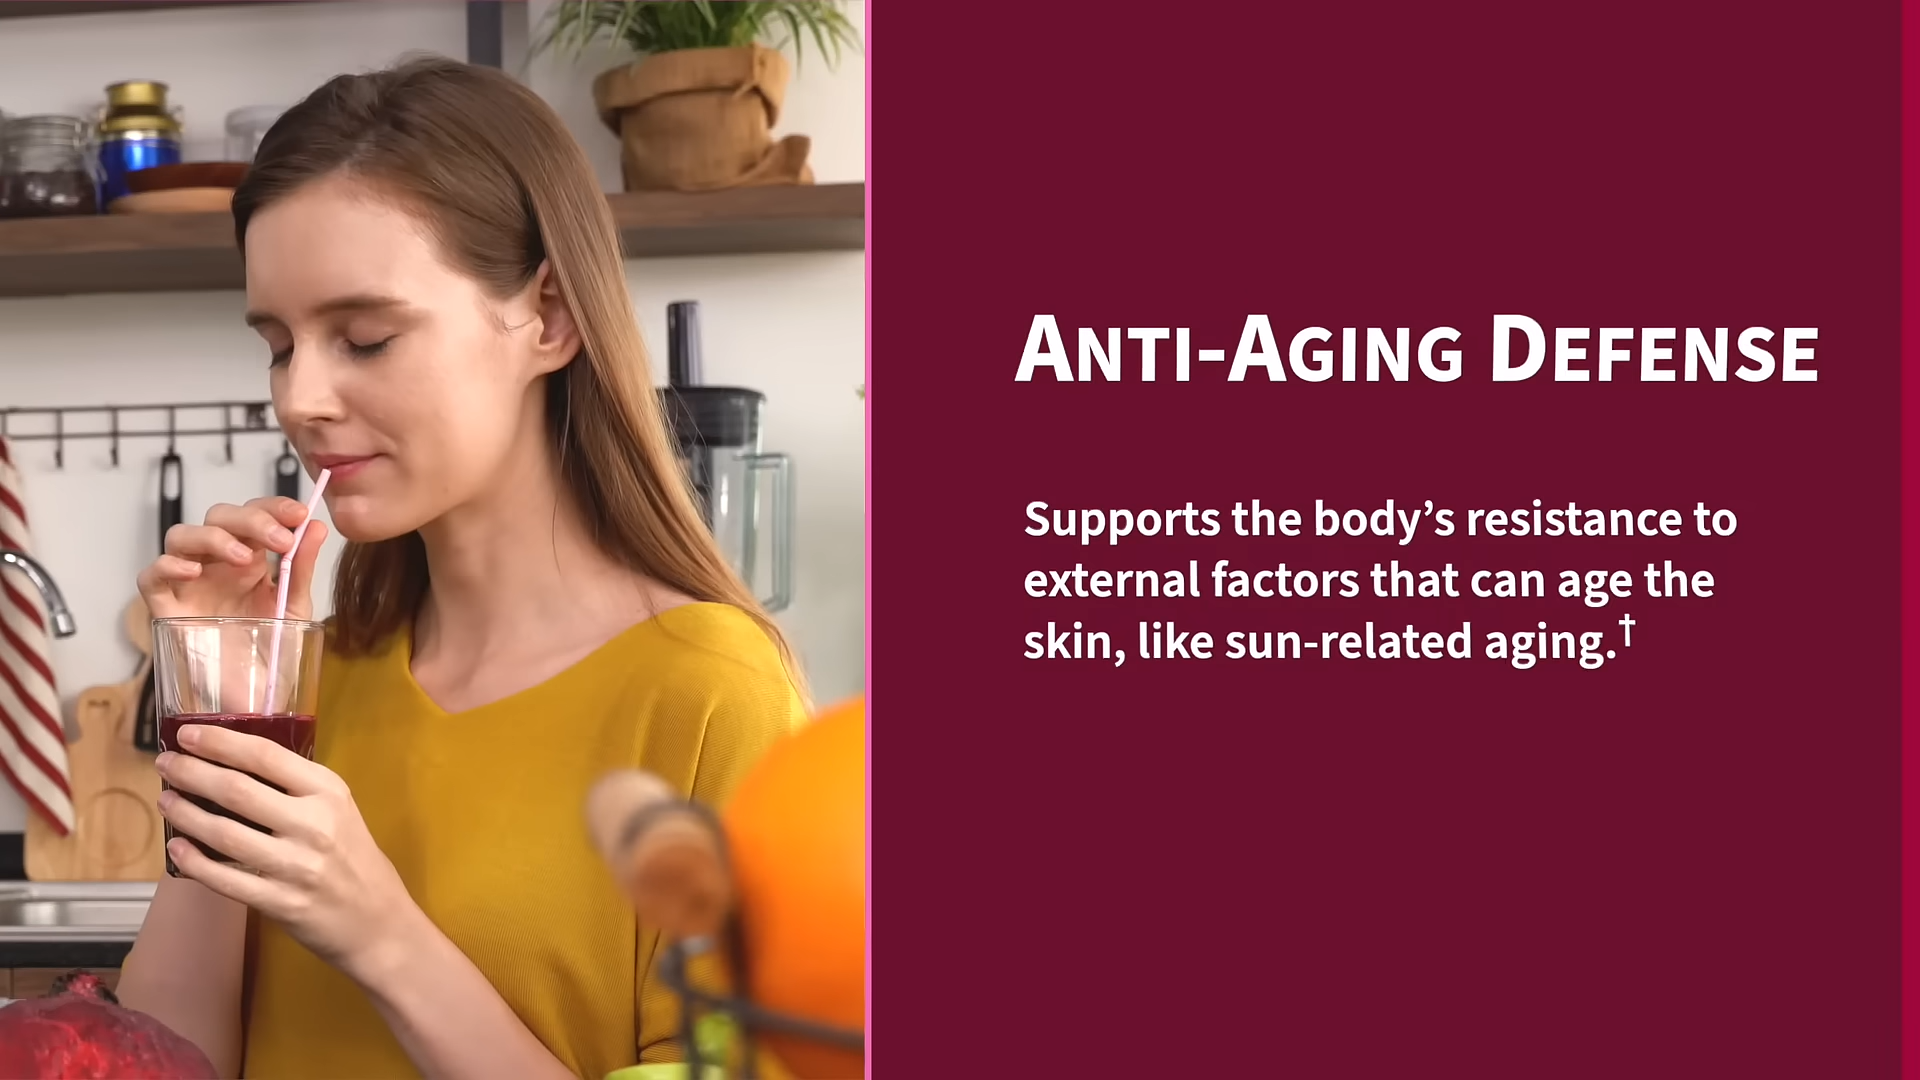 Anti-Aging Defense
Supports the body’s resistance to
external factors that can age the
skin, like sun-related aging.†